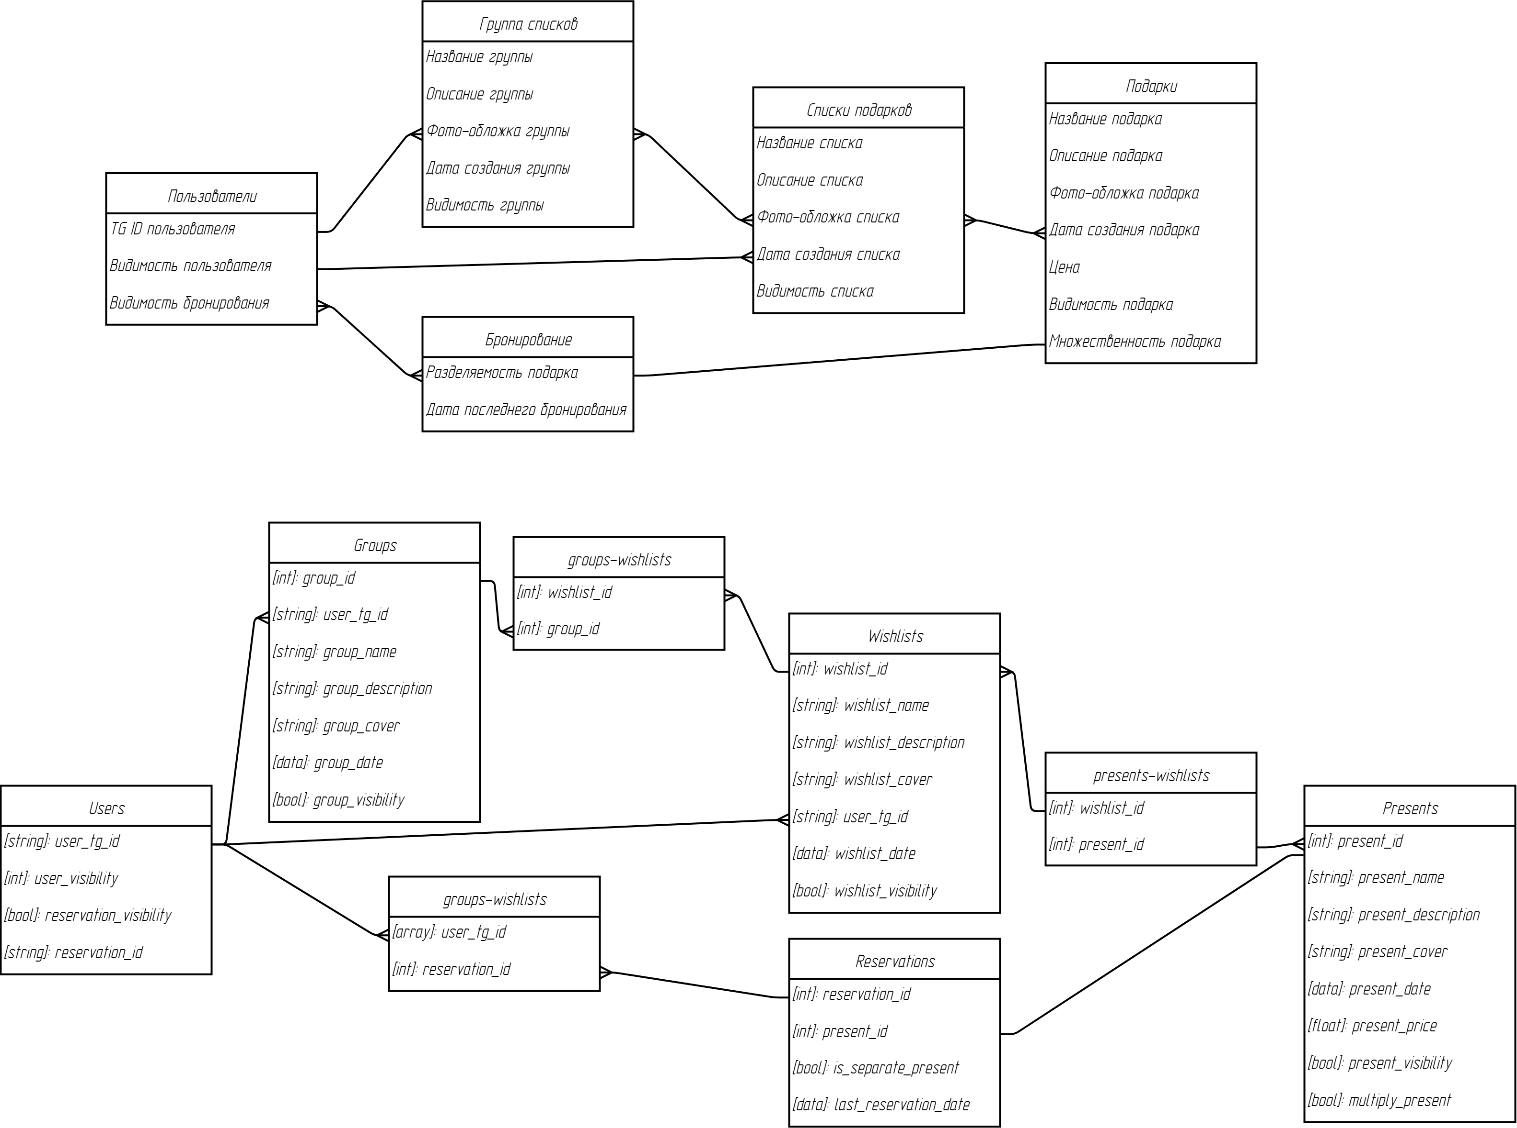 Группа списков
Название группы
Описание группы
Фото-обложка группы
Дата создания группы
Видимость группы
Пользователи
TG ID пользователя
Видимость пользователя
Видимость бронирования
Списки подарков
Название списка
Описание списка
Фото-обложка списка
Дата создания списка
Видимость списка
Подарки
Название подарка
Описание подарка
Фото-обложка подарка
Дата создания подарка
Цена
Видимость подарка
Множественность подарка
Бронирование
Разделяемость подарка
Дата последнего бронирования
Groups
[int]: group_id
[string]: user_tg_id
[string]: group_name
[string]: group_description
[string]: group_cover
[data]: group_date
[bool]: group_visibility
groups-wishlists
[int]: wishlist_id
[int]: group_id
Wishlists
[int]: wishlist_id
[string]: wishlist_name
[string]: wishlist_description
[string]: wishlist_cover
[string]: user_tg_id
[data]: wishlist_date
[bool]: wishlist_visibility
presents-wishlists
[int]: wishlist_id
[int]: present_id
Users
[string]: user_tg_id
[int]: user_visibility
[bool]: reservation_visibility
[string]: reservation_id
groups-wishlists
[array]: user_tg_id
[int]: reservation_id
Reservations
[int]: reservation_id
[int]: present_id
[bool]: is_separate_present
[data]: last_reservation_date
Presents
[int]: present_id
[string]: present_name
[string]: present_description
[string]: present_cover
[data]: present_date
[float]: present_price
[bool]: present_visibility
[bool]: multiply_present